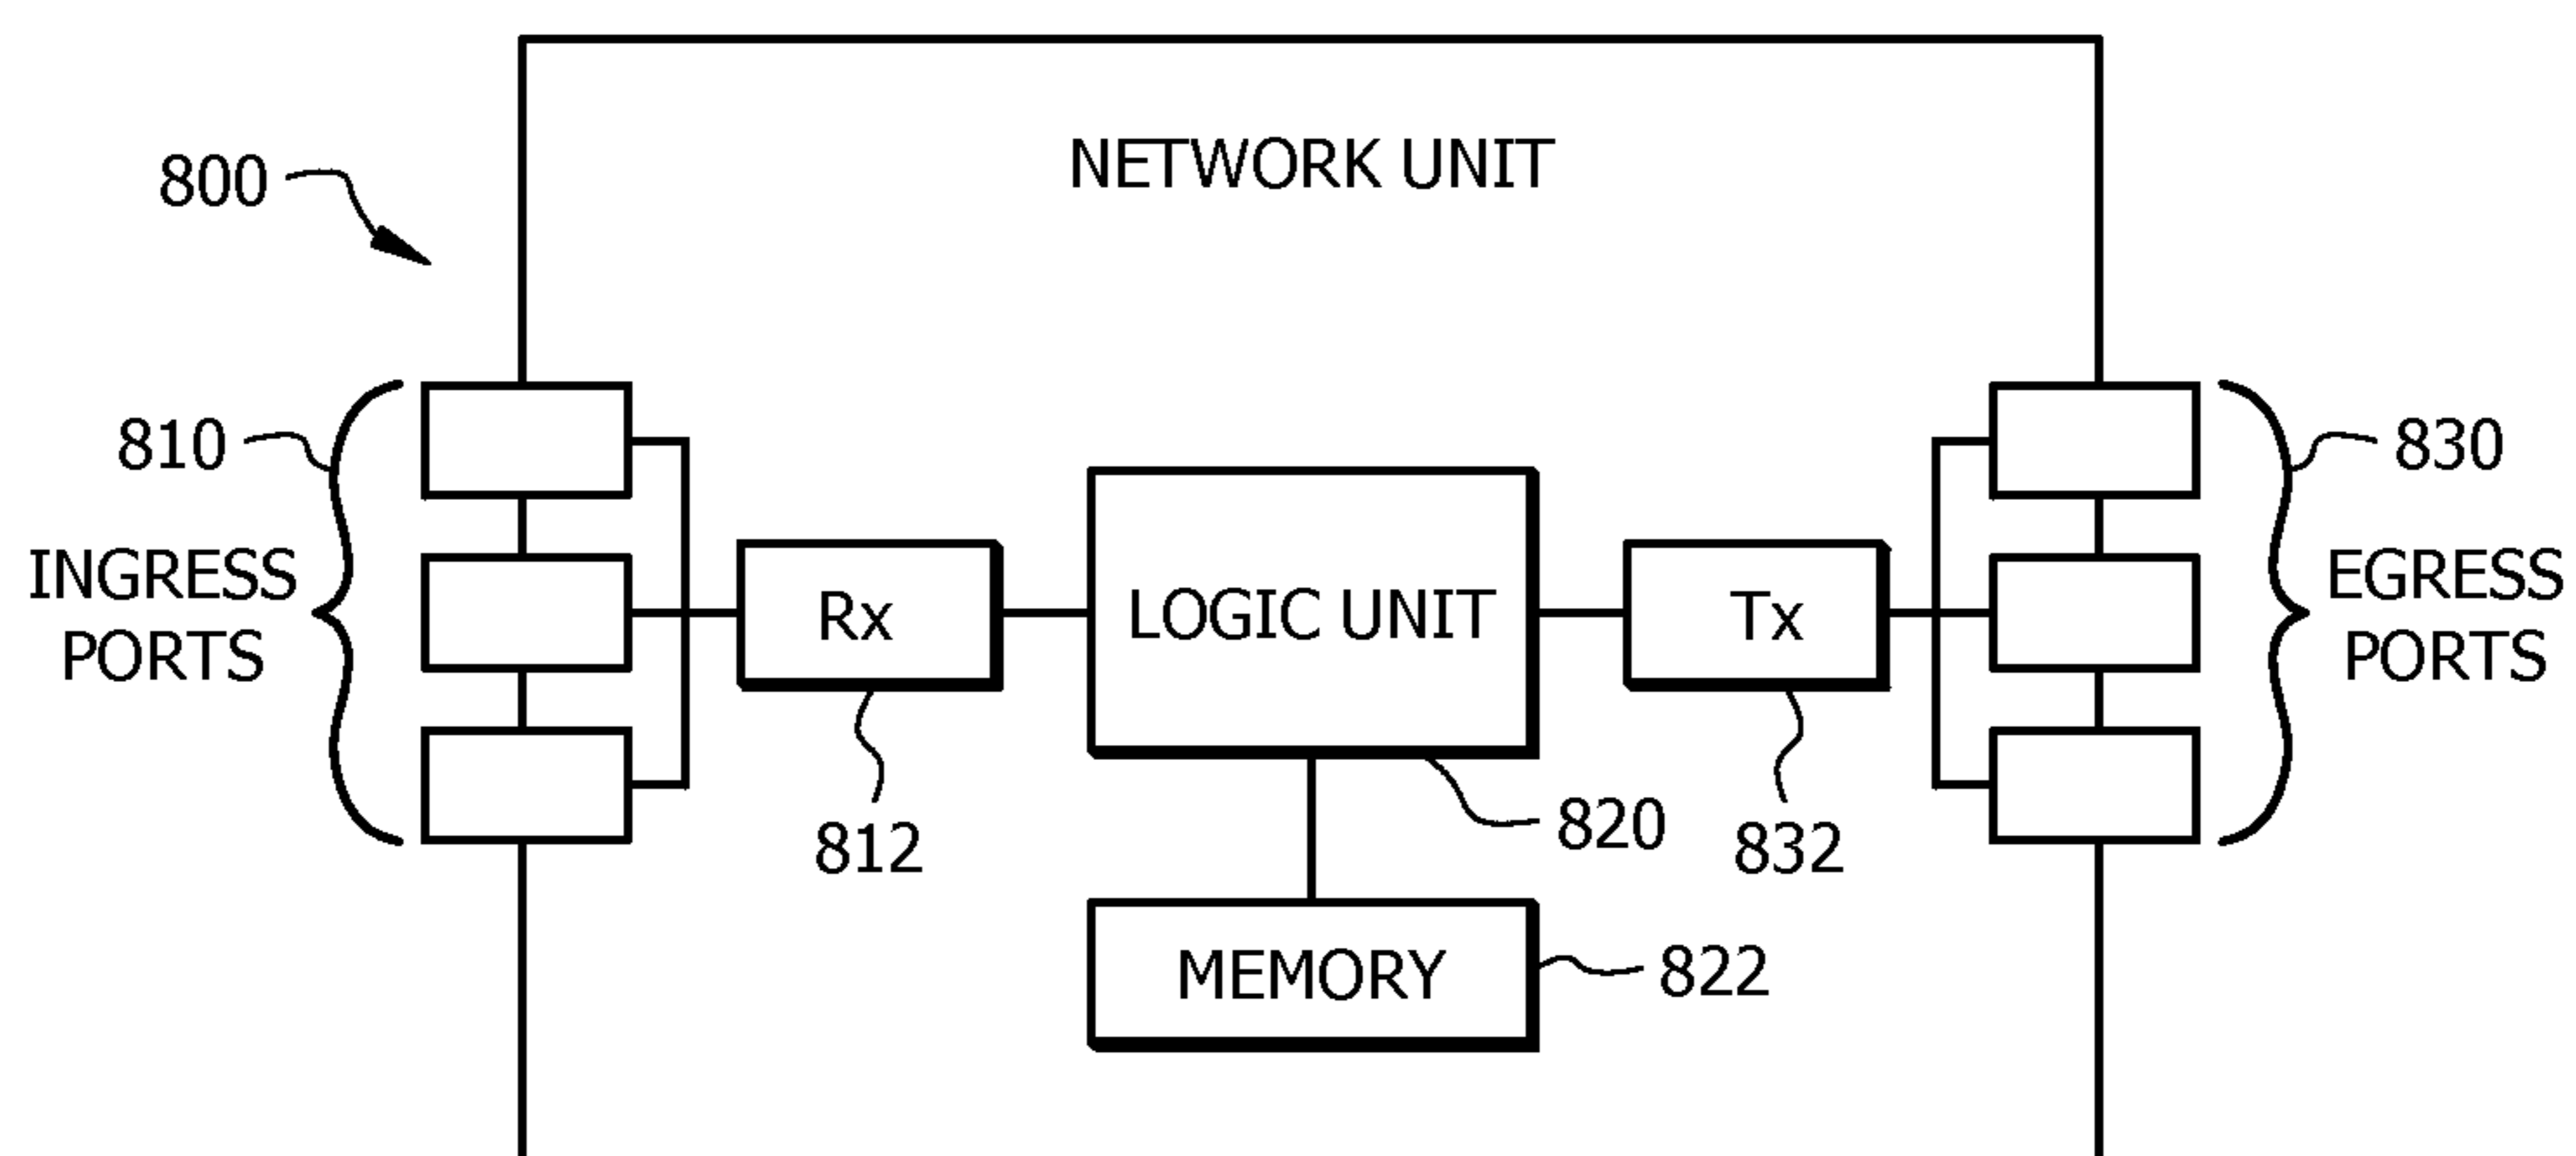 NETWORK UNIT
800
810
INGRESS
PORTS
Rx
812
LOGIC UNIT
820
Tx
832
830
EGRESS
PORTS
MEMORY
822